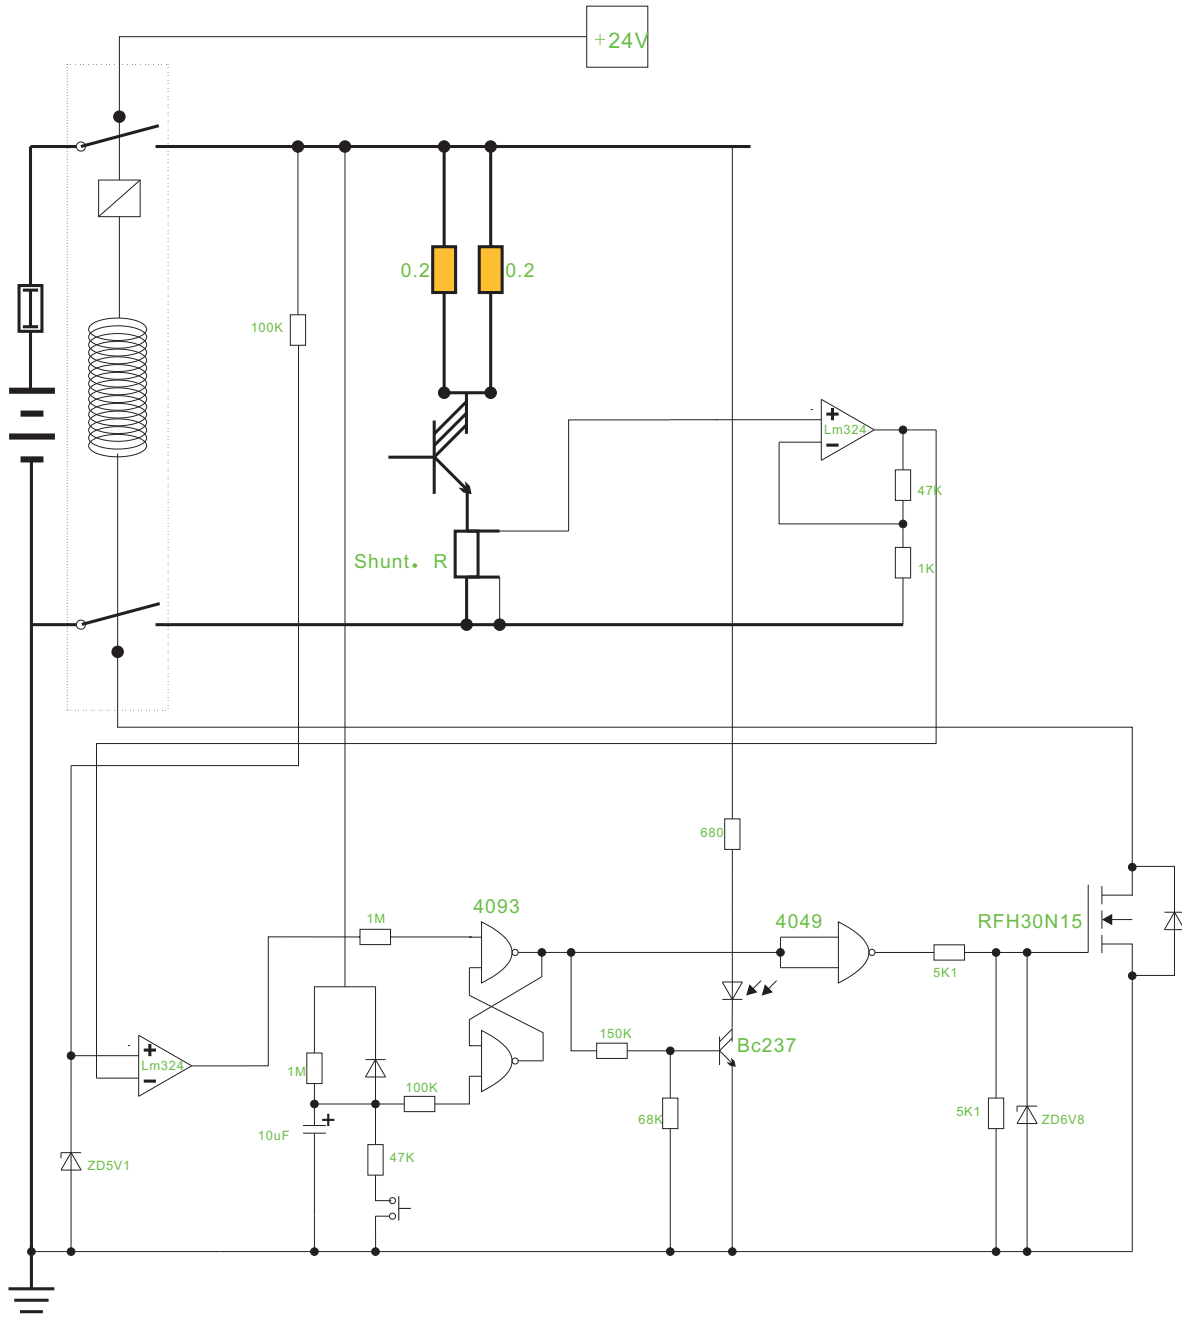 +24V
0.2
0.2
100K
+
Lm324
-
47K
Shunt. R
1K
680
4093
1M
4049
RFH30N15
5K1
150K
Bc237
+
Lm324
-
1M
100K
5K1
68K
ZD6V8
+
10uF
47K
ZD5V1